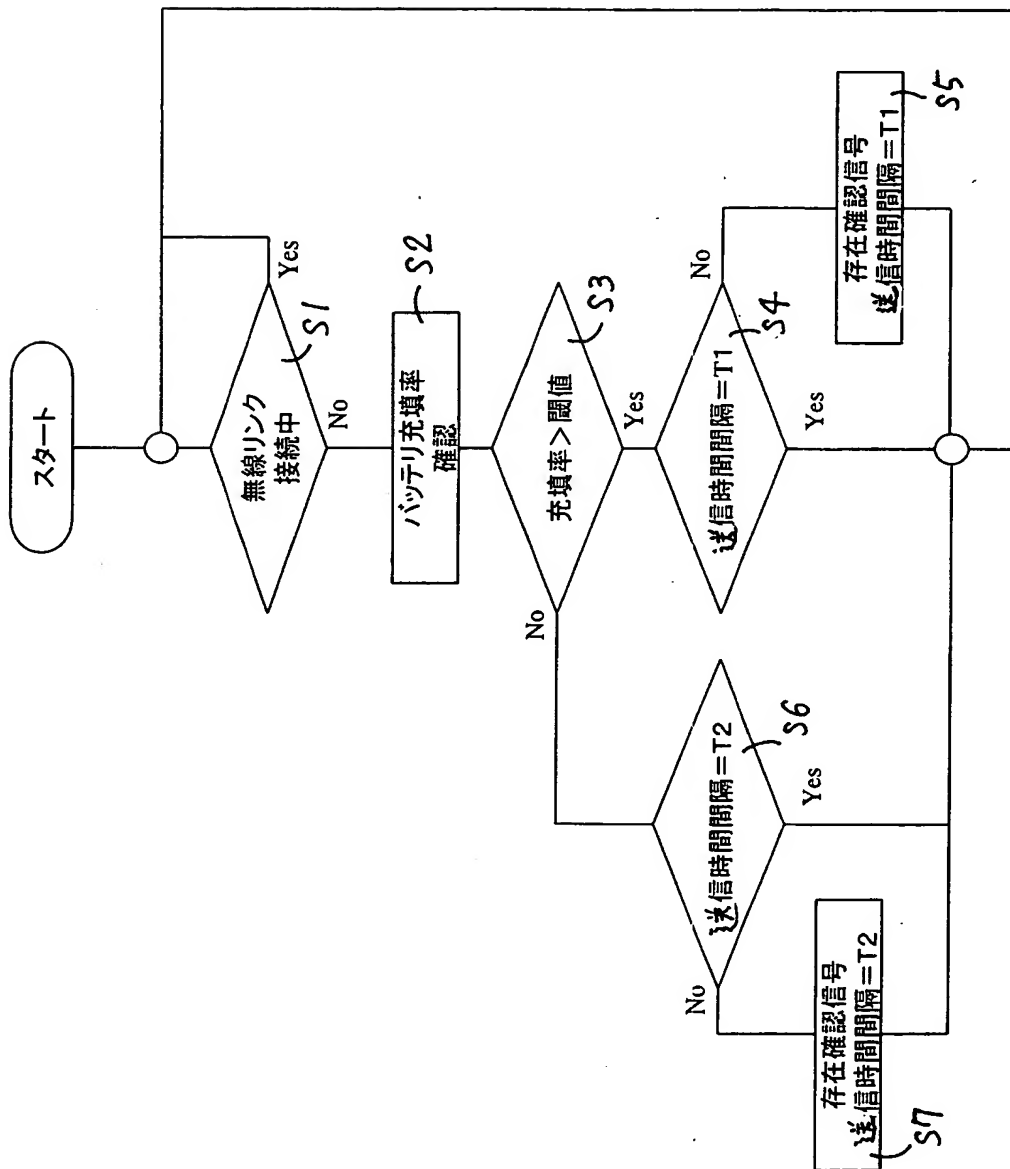 スタート
無線リンク
接続中
S1
Yes
No
バッテリ充填率
確認
S2
充填率>閾値
S3
No
Yes
送信時間間隔=T1
S4
No
Yes
存在確認信号
送信時間間隔=T1
S5
送信時間間隔=T2
S6
No
Yes
存在確認信号
送信時間間隔=T2
S7